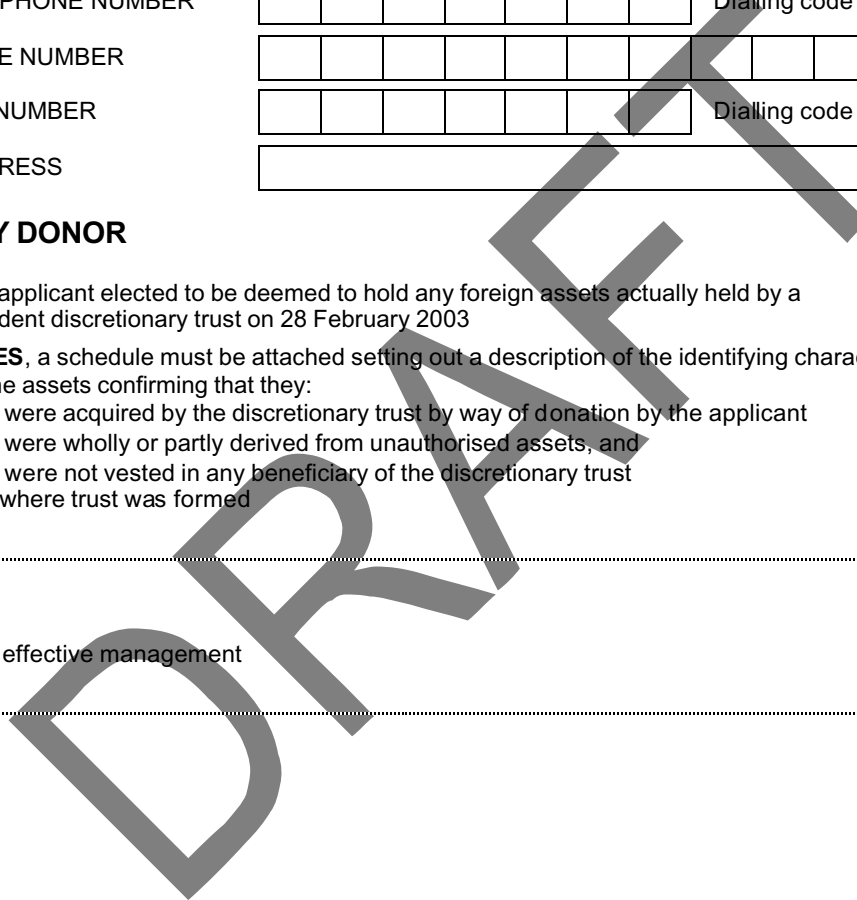 PHONE NUMBER Dialling code
E NUMBER
NUMBER Dialling code
RESS
Y DONOR
applicant elected to be deemed to hold any foreign assets actually held by a
dent discretionary trust on 28 February 2003
ES, a schedule must be attached setting out a description of the identifying chara
he assets confirming that they:
were acquired by the discretionary trust by way of donation by the applicant
were wholly or partly derived from unauthorised assets, and
were not vested in any beneficiary of the discretionary trust
where trust was formed
effective management
DRAFT